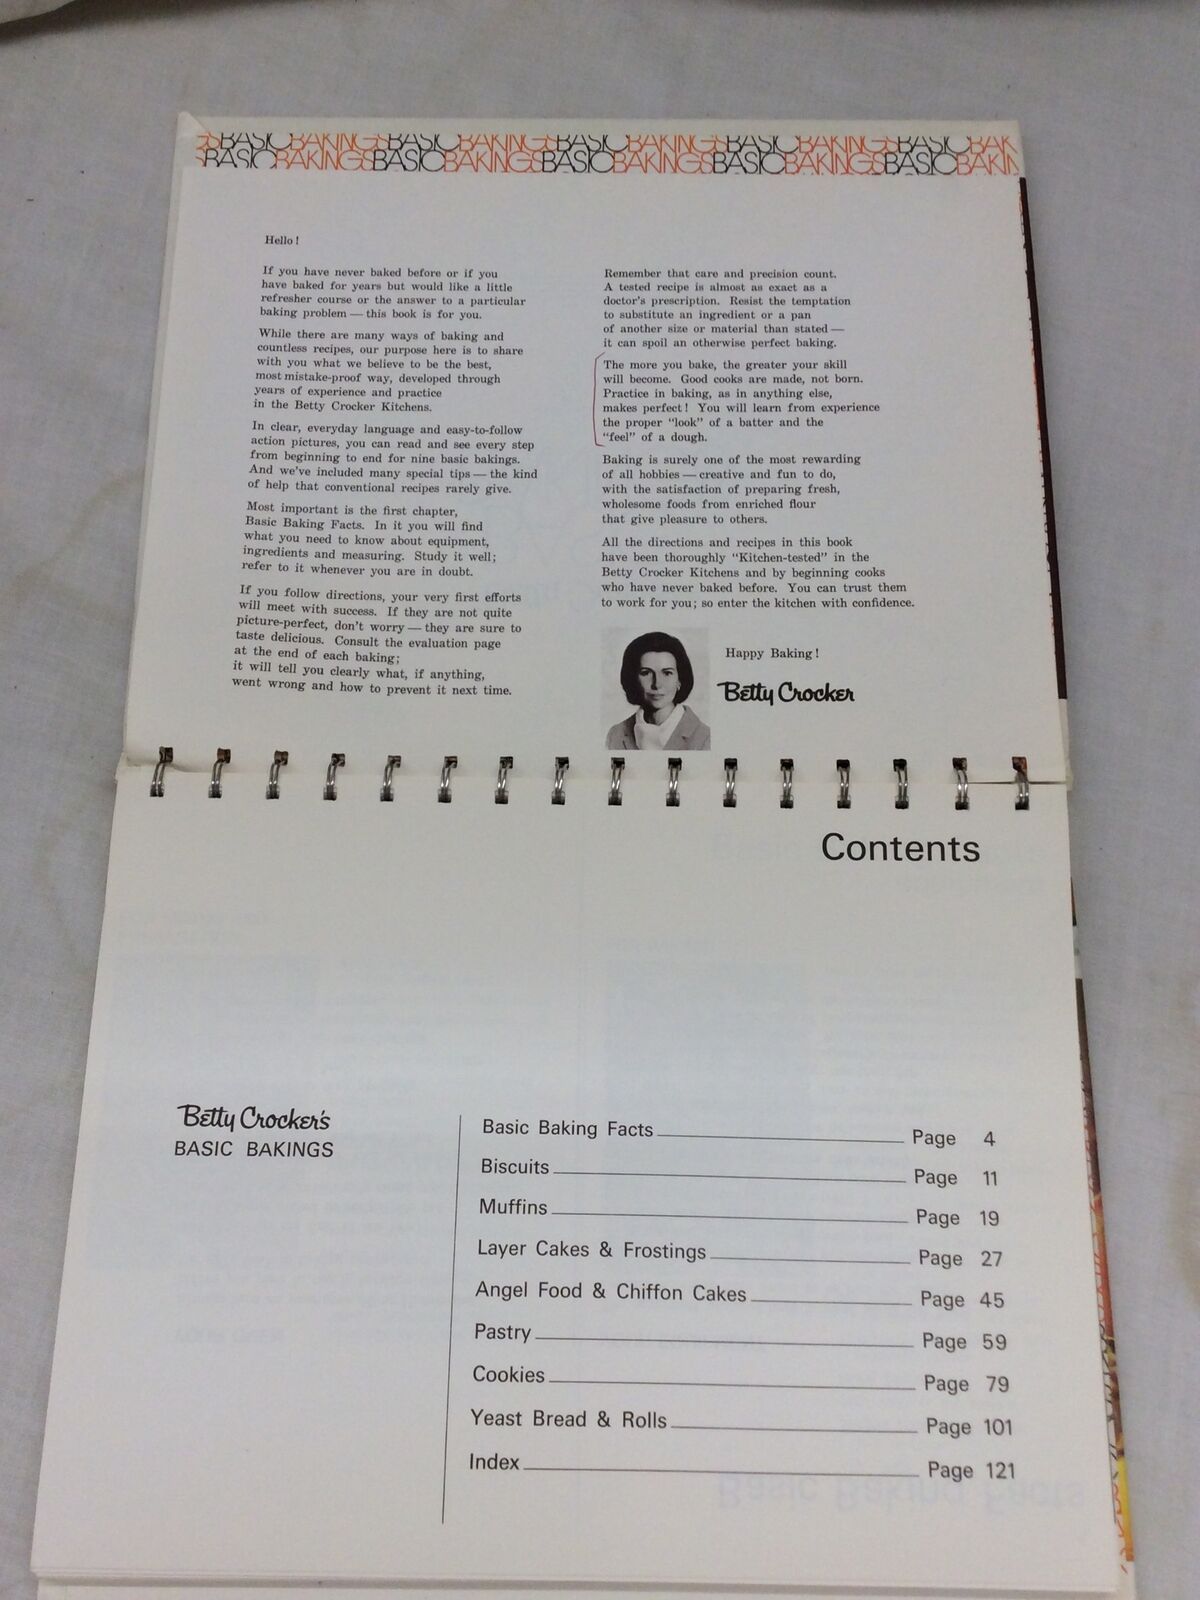 BASICBAKINGSBASICBAKINGSBASICBAKINGSBASICBAKINGSBASICBAK
BASICBAKINGSBASICBAKINGSBASICBAKINGSBASICBAKINGSBASICBAKIN
Hello!
If you have never baked before or if you
have baked for years but would like a little
refresher course or the answer to a particular
baking problem — this book is for you.
While there are many ways of baking and
countless recipes, our purpose here is to share
with you what we believe to be the best,
most mistake-proof way, developed through
years of experience and practice
in the Betty Crocker Kitchens.
In clear, everyday language and easy-to-follow
action pictures, you can read and see every step
from beginning to end for nine basic bakings.
And we've included many special tips — the kind
of help that conventional recipes rarely give.
Most important is the first chapter,
Basic Baking Facts. In it you will find
what you need to know about equipment,
ingredients and measuring. Study it well;
refer to it whenever you are in doubt.
If you follow directions, your very first efforts
will meet with success. If they are not quite
picture-perfect, don't worry — they are sure to
taste delicious. Consult the evaluation page
at the end of each baking;
it will tell you clearly what, if anything,
went wrong and how to prevent it next time.
Remember that care and precision count.
A tested recipe is almost as exact as a
doctor's prescription. Resist the temptation
to substitute an ingredient or a pan
of another size or material than stated —
it can spoil an otherwise perfect baking.
The more you bake, the greater your skill
will become. Good cooks are made, not born.
Practice in baking, as in anything else,
makes perfect! You will learn from experience
the proper "look" of a batter and the
"feel" of a dough.
Baking is surely one of the most rewarding
of all hobbies — creative and fun to do,
with the satisfaction of preparing fresh,
wholesome foods from enriched flour
that give pleasure to others.
All the directions and recipes in this book
have been thoroughly "Kitchen-tested" in the
Betty Crocker Kitchens and by beginning cooks
who have never baked before. You can trust them
to work for you; so enter the kitchen with confidence.
Happy Baking!
Betty Crocker
Contents
Betty Crocker's
BASIC BAKINGS
Basic Baking Facts Page 4
Biscuits Page 11
Muffins Page 19
Layer Cakes & Frostings Page 27
Angel Food & Chiffon Cakes Page 45
Pastry Page 59
Cookies Page 79
Yeast Bread & Rolls Page 101
Index Page 121